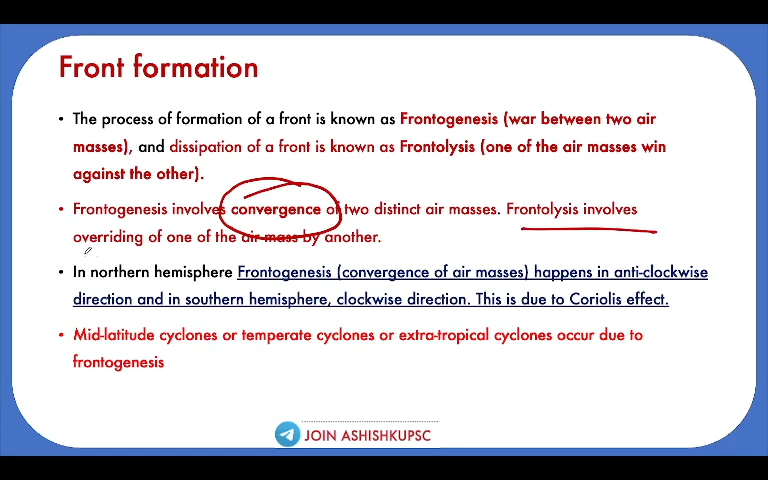 Front formation
• The process of formation of a front is known as Frontogenesis (war between two air
masses), and dissipation of a front is known as Frontolysis (one of the air masses win
against the other).
• Frontogenesis involves convergence of two distinct air masses. Frontolysis involves
overriding of one of the air mass by another.
• In northern hemisphere Frontogenesis (convergence of air masses) happens in anti-clockwise
direction and in southern hemisphere, clockwise direction. This is due to Coriolis effect.
• Mid-latitude cyclones or temperate cyclones or extra-tropical cyclones occur due to
frontogenesis
JOIN ASHISHKUPSC